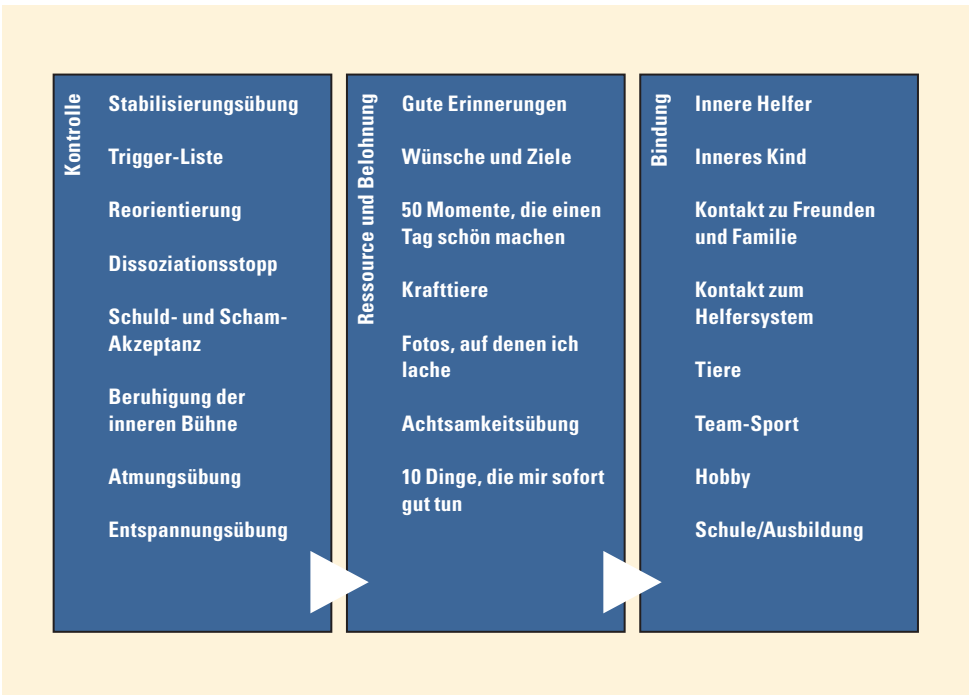 Kontrolle
Stabilisierungsübung
Trigger-Liste
Reorientierung
Dissoziationsstopp
Schuld- und Scham-
Akzeptanz
Beruhigung der
inneren Bühne
Atmungsübung
Entspannungsübung
Ressource und Belohnung
Gute Erinnerungen
Wünsche und Ziele
50 Momente, die einen
Tag schön machen
Krafttiere
Fotos, auf denen ich
lache
Achtsamkeitsübung
10 Dinge, die mir sofort
gut tun
Bindung
Innere Helfer
Inneres Kind
Kontakt zu Freunden
und Familie
Kontakt zum
Helfersystem
Tiere
Team-Sport
Hobby
Schule/Ausbildung